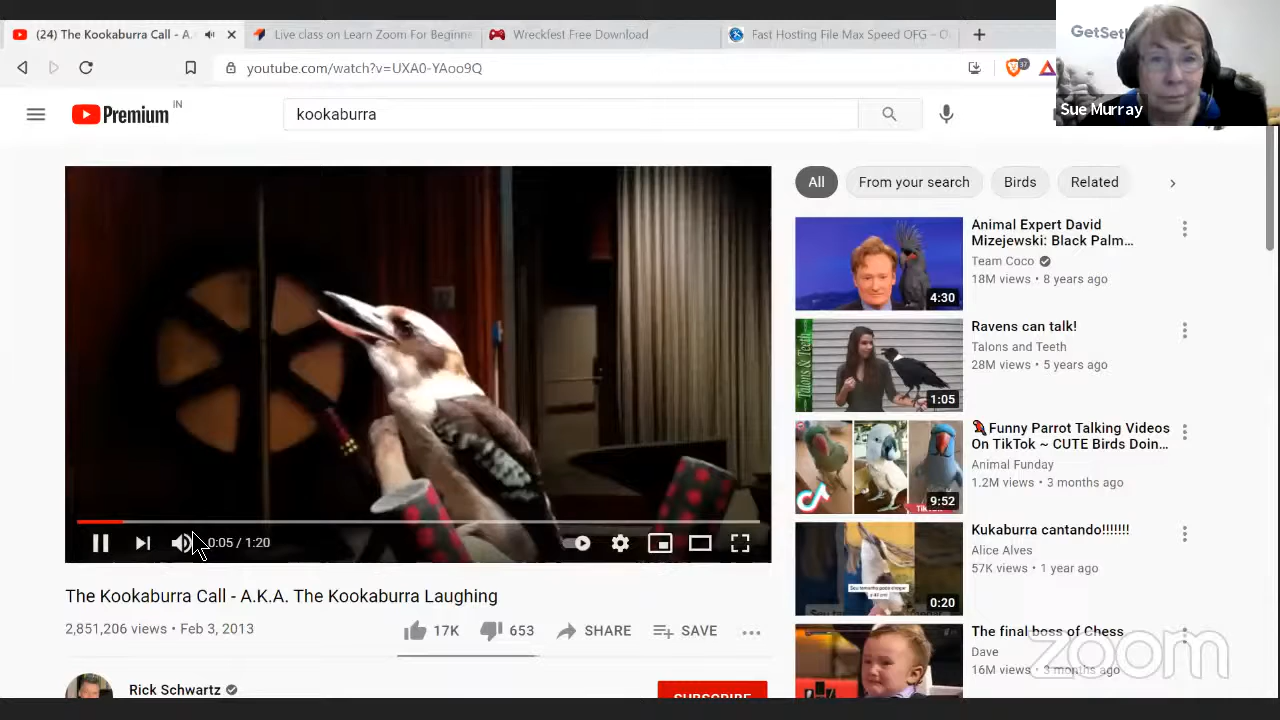 (24) The Kookaburra Call - A.
Live class on Learn Zoom For Beginne
Wreckfest Free Download
Fast Hosting File Max Speed OFG – O
GetSet
youtube.com/watch?v=UXA0-YAoo9Q
37
Sue Murray
Premium
IN
kookaburra
All
From your search
Birds
Related
Animal Expert David
Mizejewski: Black Palm...
Team Coco
18M views • 8 years ago
4:30
Ravens can talk!
Talons and Teeth
28M views • 5 years ago
Talons & Teeth
1:05
Funny Parrot Talking Videos
On TikTok ~ CUTE Birds Doin...
Animal Funday
1.2M views • 3 months ago
9:52
Kukaburra cantando!!!!!!!
Alice Alves
57K views • 1 year ago
0:20
0:05 / 1:20
The Kookaburra Call - A.K.A. The Kookaburra Laughing
2,851,206 views • Feb 3, 2013
17K
653
SHARE
SAVE
The final boss of Chess
Dave
16M views • 3 months ago
zoom
Rick Schwartz
SUBSCRIBE